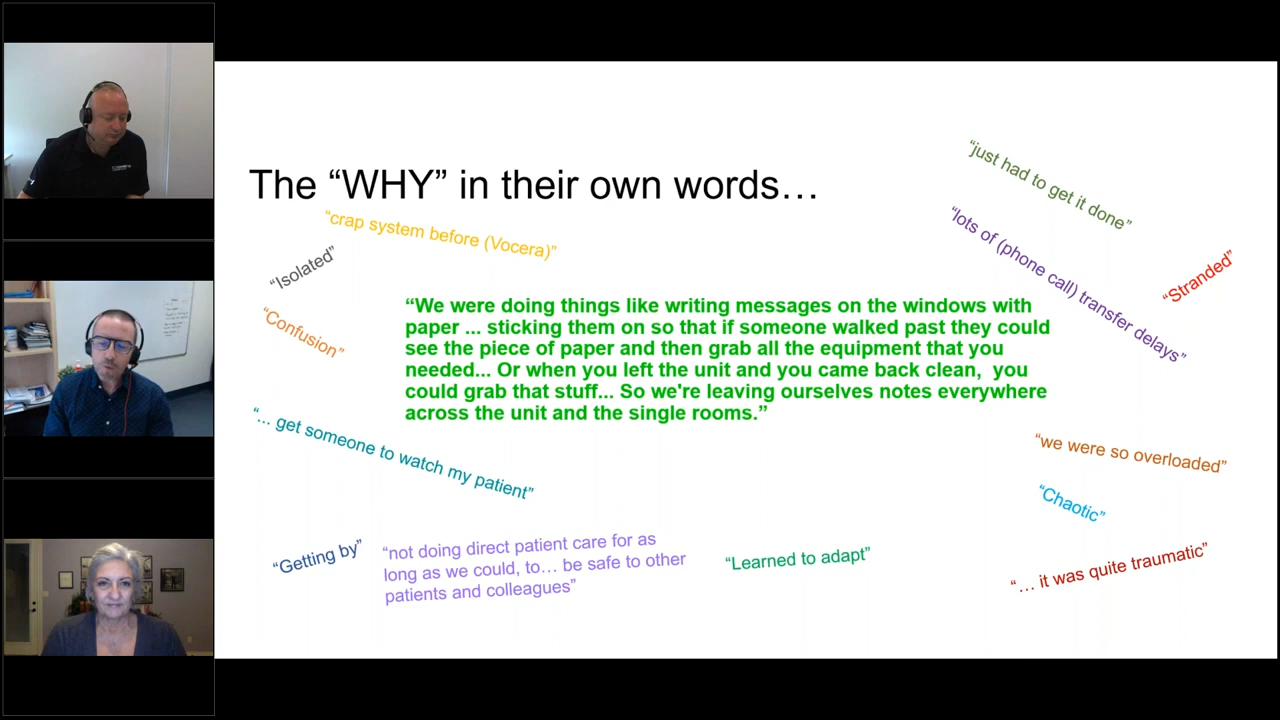 The “WHY” in their own words…
“just had to get it done”
“crap system before (Vocera)”
“lots of (phone call) transfer delays”
“Isolated”
“Stranded”
“Confusion”
“We were doing things like writing messages on the windows with
paper ... sticking them on so that if someone walked past they could
see the piece of paper and then grab all the equipment that you
needed... Or when you left the unit and you came back clean, you
could grab that stuff... So we're leaving ourselves notes everywhere
across the unit and the single rooms.”
“... get someone to watch my patient”
“we were so overloaded”
“Chaotic”
“Getting by”
“not doing direct patient care for as
long as we could, to… be safe to other
patients and colleagues”
“Learned to adapt”
“… it was quite traumatic”